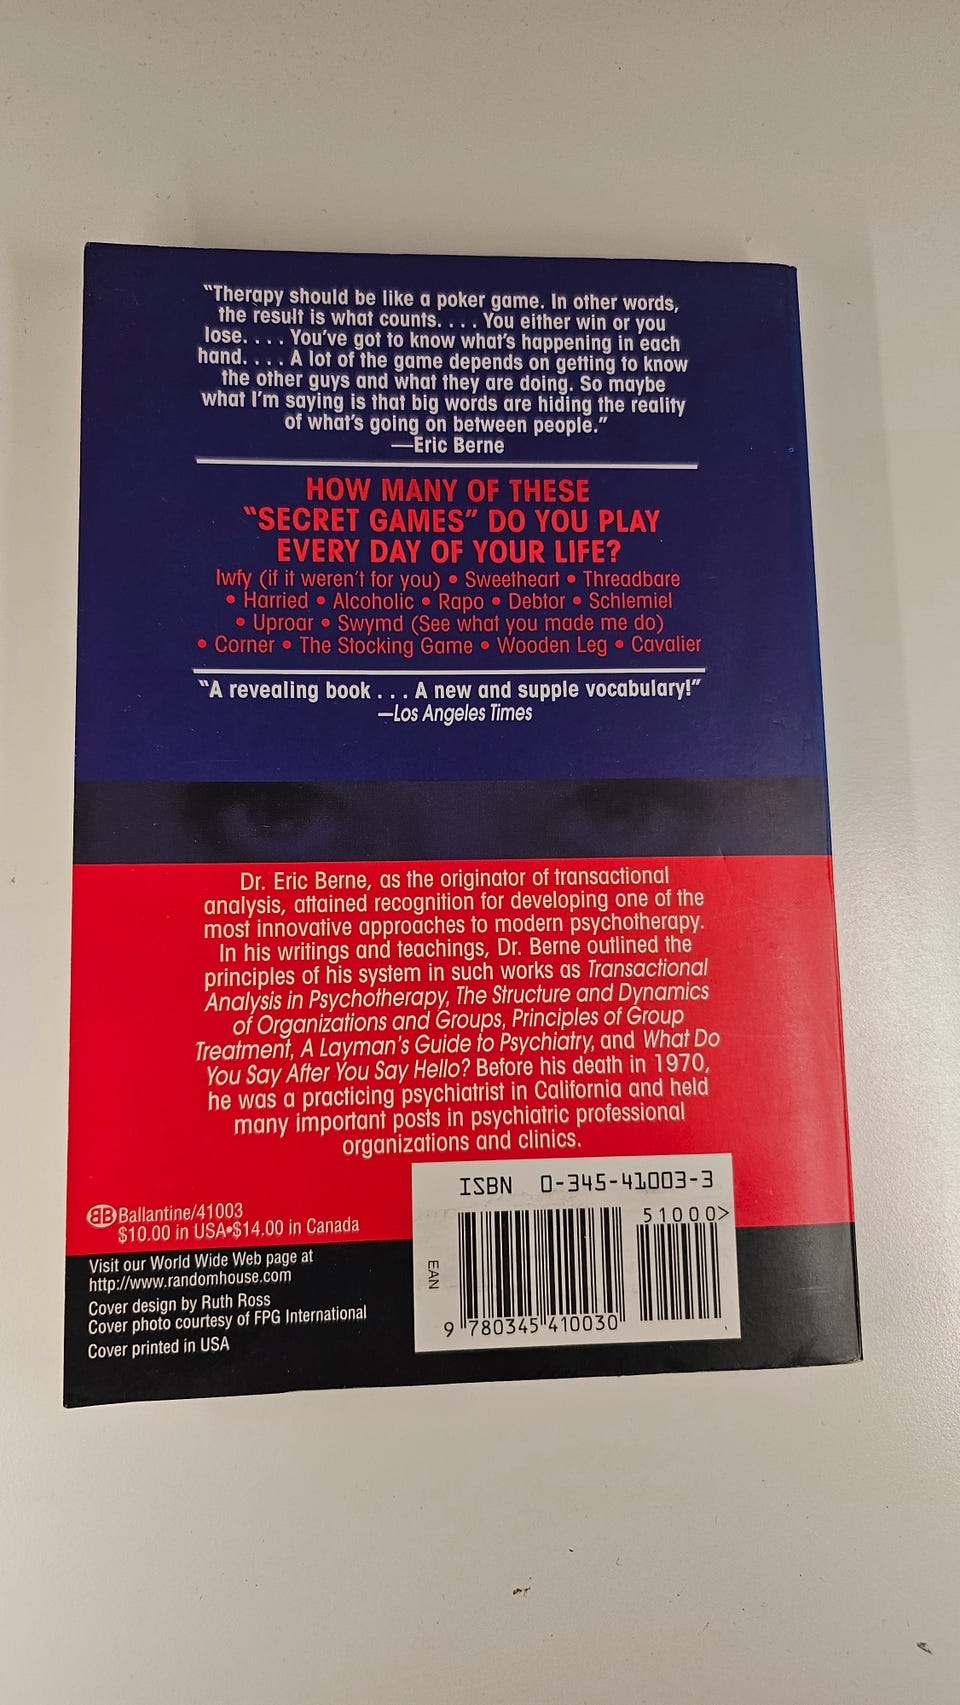 "Therapy should be like a poker game. In other words,
the result is what counts. . . . You either win or you
lose. . . . You've got to know what's happening in each
hand. . . . A lot of the game depends on getting to know
the other guys and what they are doing. So maybe
what I'm saying is that big words are hiding the reality
of what's going on between people."
—Eric Berne
HOW MANY OF THESE
"SECRET GAMES" DO YOU PLAY
EVERY DAY OF YOUR LIFE?
Iwfy (if it weren't for you) • Sweetheart • Threadbare
• Harried • Alcoholic • Rapo • Debtor • Schlemiel
• Uproar • Swymd (See what you made me do)
• Corner • The Stocking Game • Wooden Leg • Cavalier
"A revealing book . . . A new and supple vocabulary!"
—Los Angeles Times
Dr. Eric Berne, as the originator of transactional
analysis, attained recognition for developing one of the
most innovative approaches to modern psychotherapy.
In his writings and teachings, Dr. Berne outlined the
principles of his system in such works as Transactional
Analysis in Psychotherapy, The Structure and Dynamics
of Organizations and Groups, Principles of Group
Treatment, A Layman's Guide to Psychiatry, and What Do
You Say After You Say Hello? Before his death in 1970,
he was a practicing psychiatrist in California and held
many important posts in psychiatric professional
organizations and clinics.
BB Ballantine/41003
$10.00 in USA•$14.00 in Canada
Visit our World Wide Web page at
http://www.randomhouse.com
Cover design by Ruth Ross
Cover photo courtesy of FPG International
Cover printed in USA
ISBN 0-345-41003-3
51000>
EAN
9 780345 410030